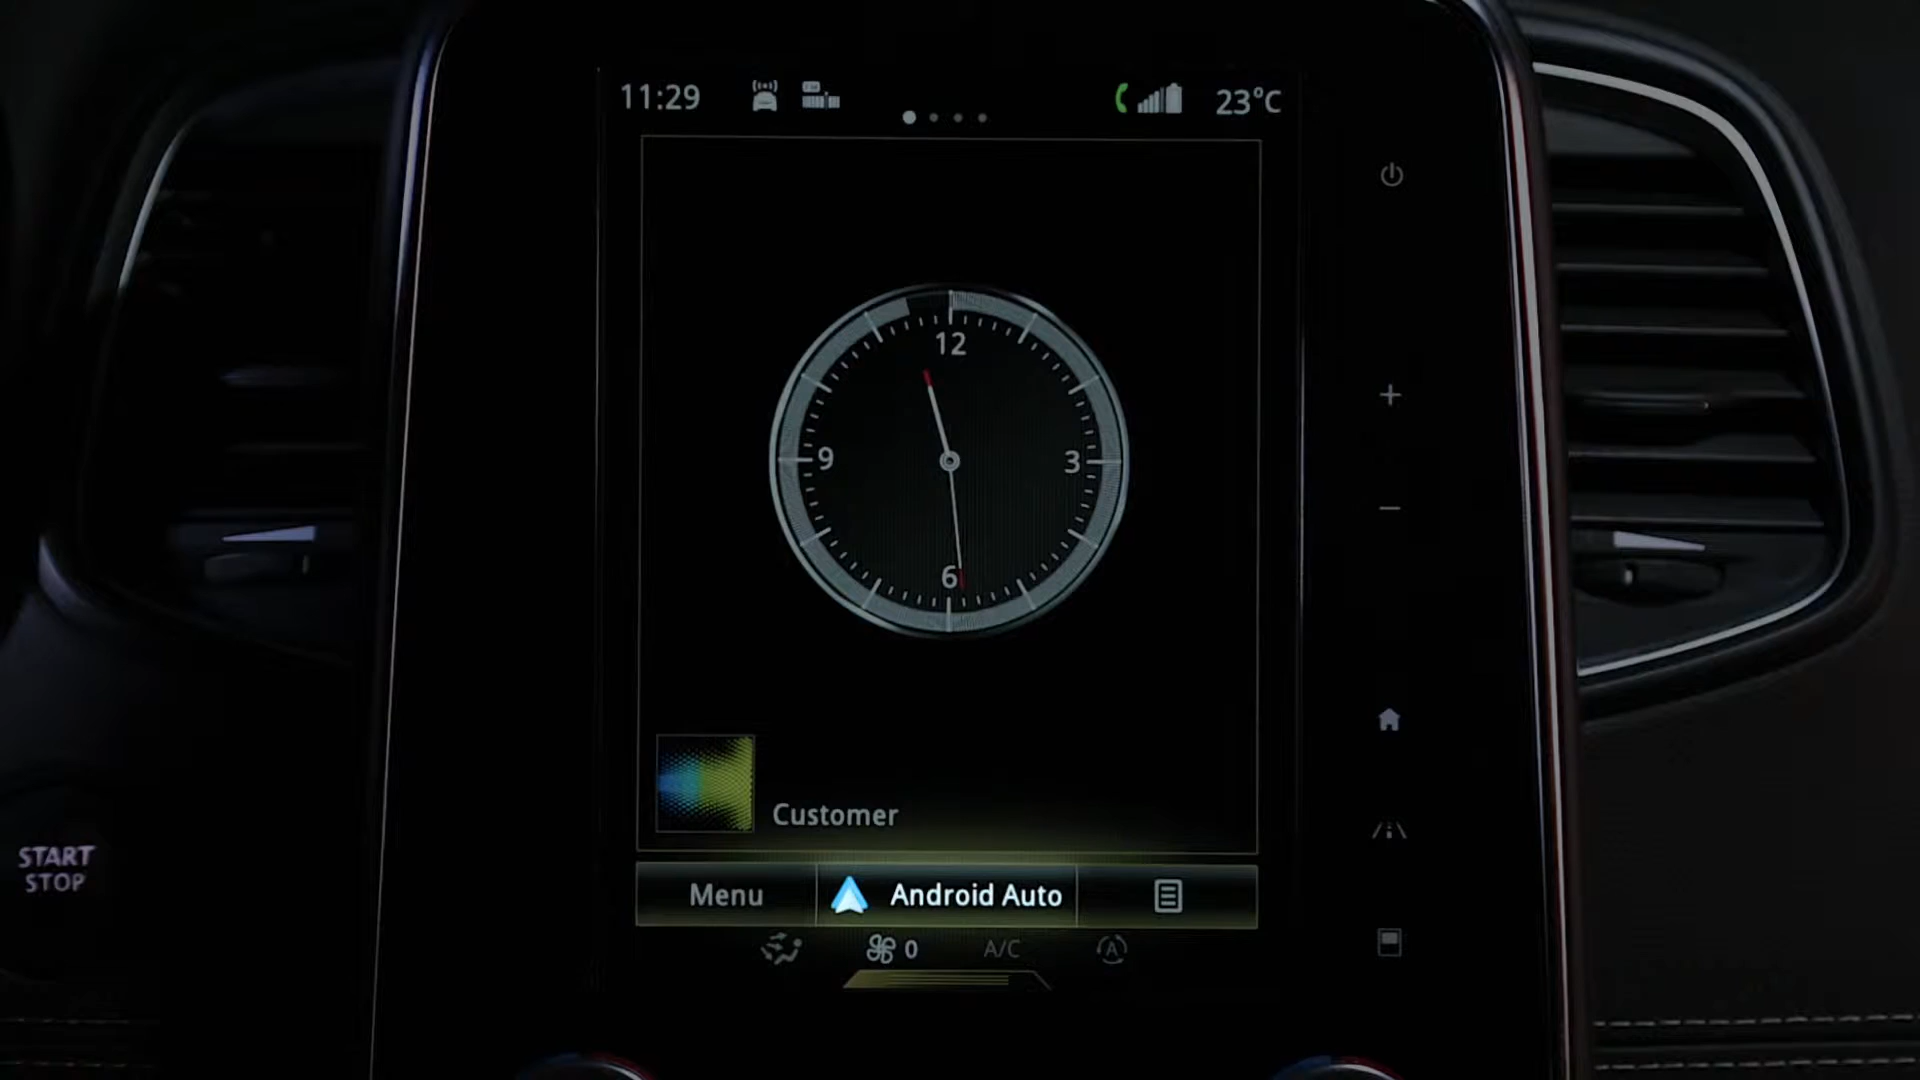 11:29
23°C
12
9
3
6
Customer
START
STOP
Menu
Android Auto
0
A/C
A